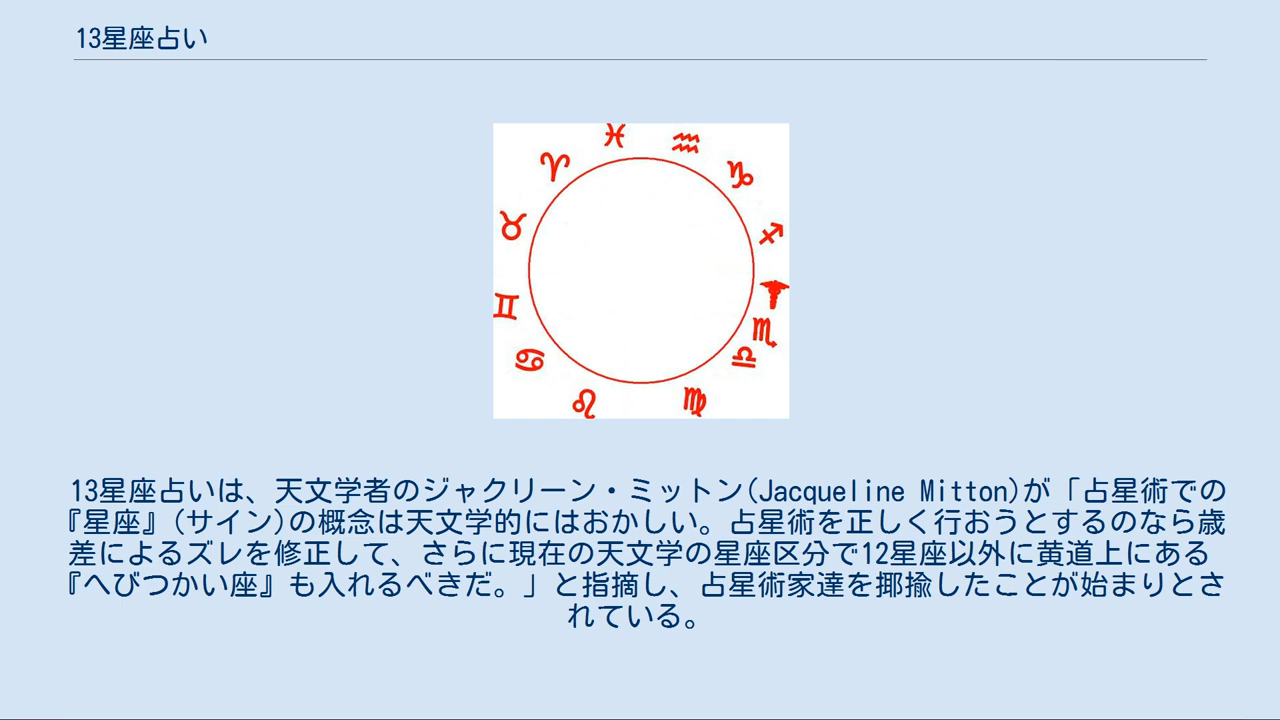 13星座占い
13星座占いは、天文学者のジャクリーン・ミットン(Jacqueline Mitton)が「占星術での
『星座』(サイン)の概念は天文学的にはおかしい。占星術を正しく行おうとするのなら歳
差によるズレを修正して、さらに現在の天文学の星座区分で12星座以外に黄道上にある
『へびつかい座』も入れるべきだ。」と指摘し、占星術家達を揶揄したことが始まりとさ
れている。